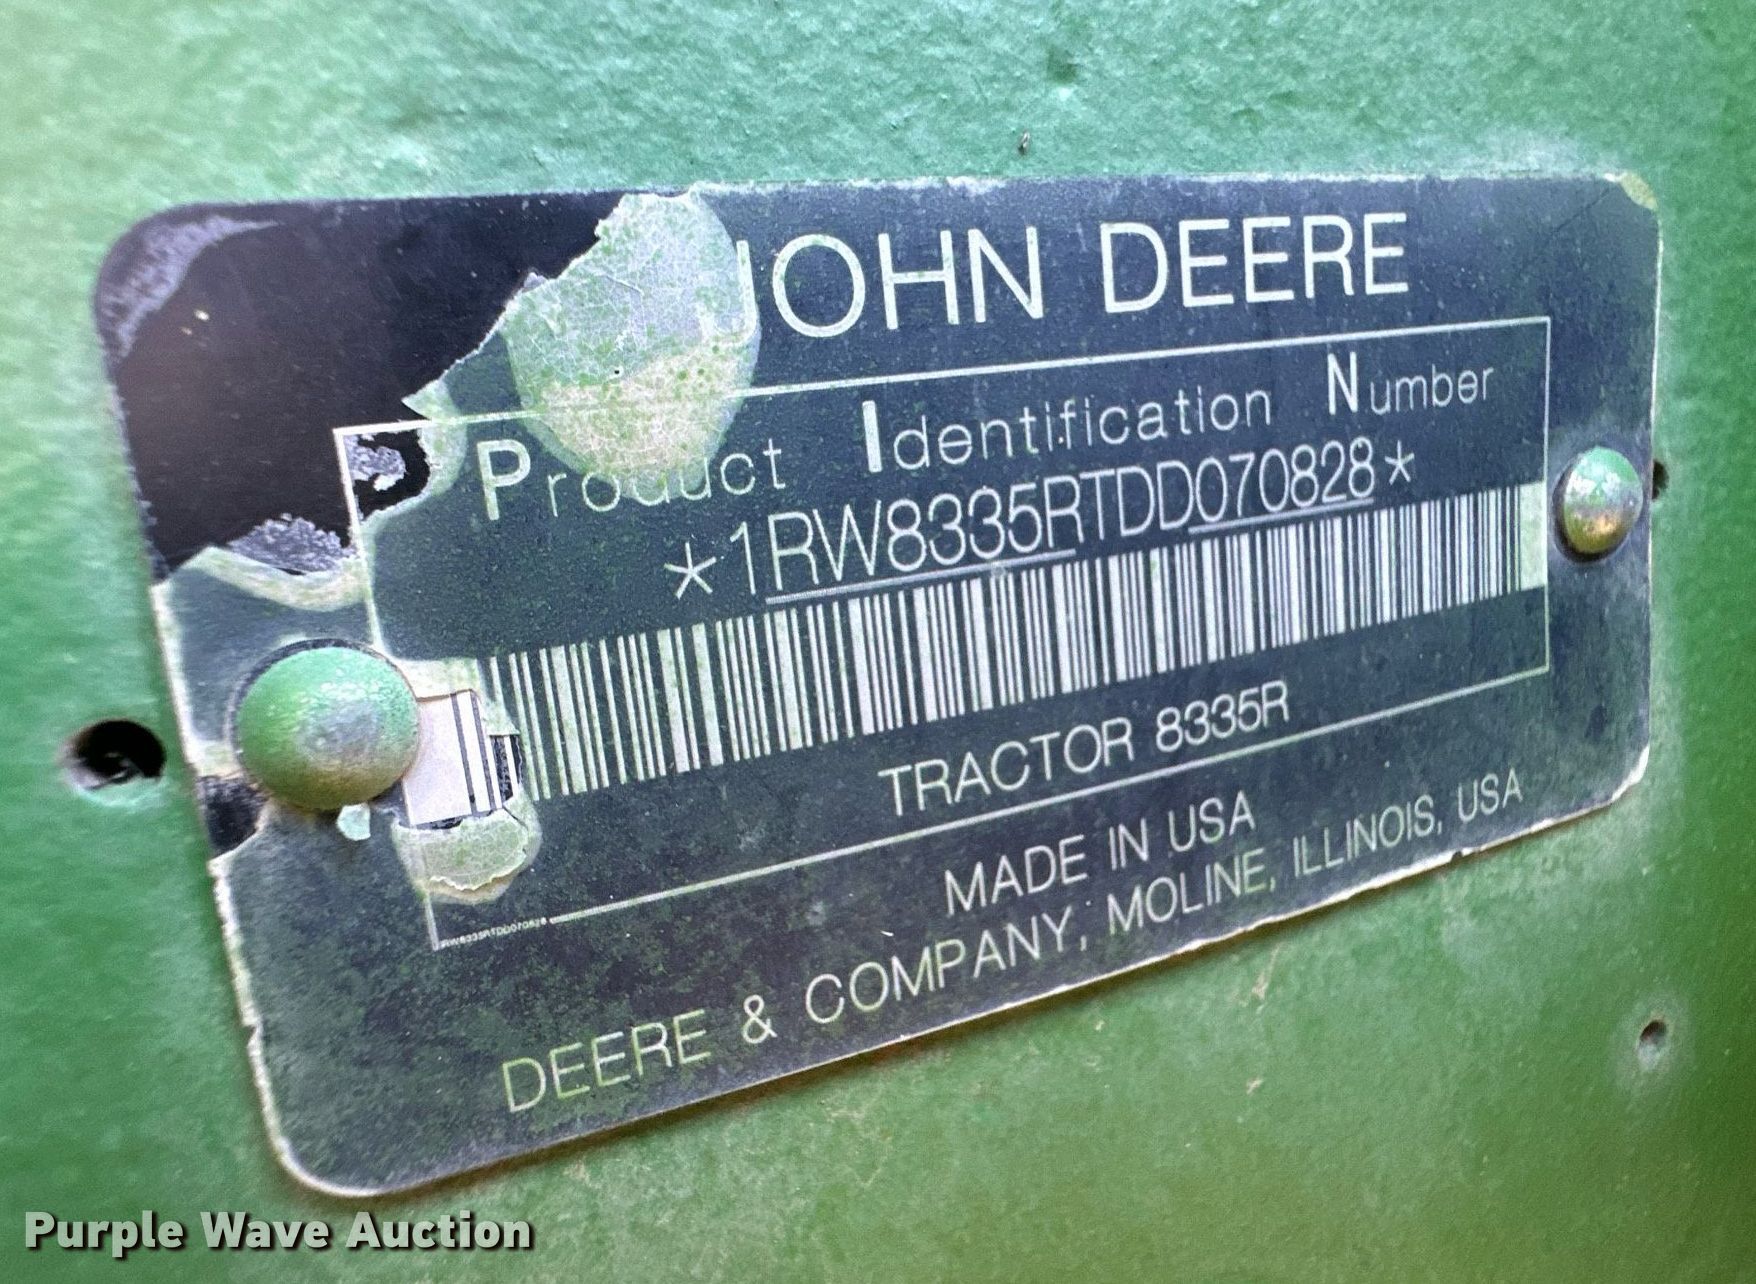 JOHN DEERE
Product Identification Number
*1RW8335RTDD070828*
TRACTOR 8335R
RW8335RTDD070828
MADE IN USA
DEERE & COMPANY, MOLINE, ILLINOIS, USA
Purple Wave Auction